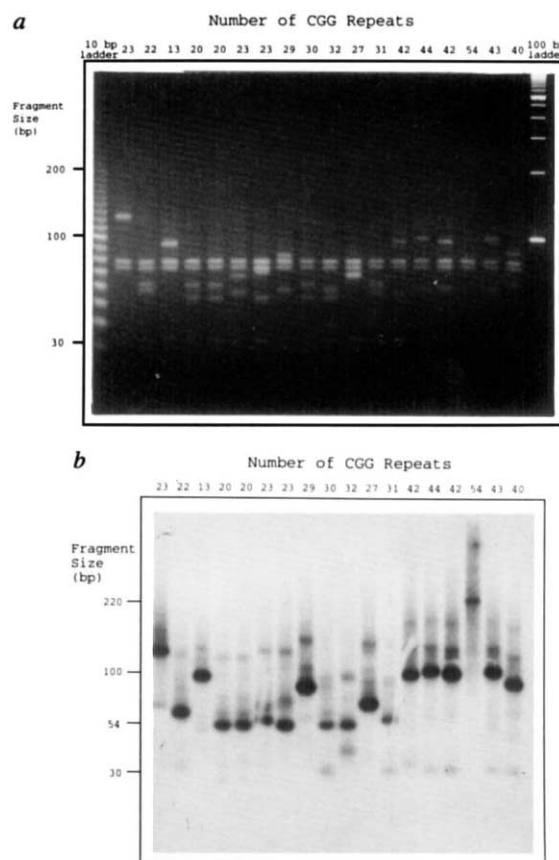 a
Number of CGG Repeats
10 bp ladder 23 22 13 20 20 23 23 29 30 32 27 31 42 44 42 54 43 40 100 b ladder
Fragment Size (bp)
200
100
30
b
Number of CGG Repeats
23 22 13 20 20 23 23 29 30 32 27 31 42 44 42 54 43 40
Fragment Size (bp)
220
100
54
30